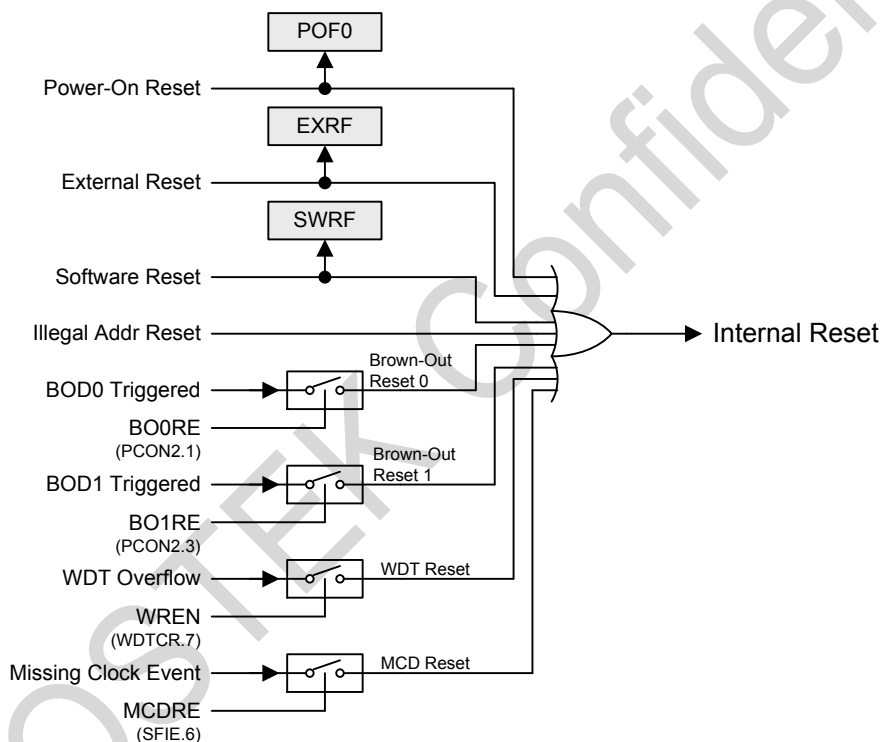 POF0
Power-On Reset
EXRF
External Reset
SWRF
Software Reset
Illegal Addr Reset
Internal Reset
Brown-Out
Reset 0
BOD0 Triggered
BO0RE
(PCON2.1)
Brown-Out
Reset 1
BOD1 Triggered
BO1RE
(PCON2.3)
WDT Overflow
WDT Reset
WREN
(WDTCR.7)
Missing Clock Event
MCD Reset
MCDRE
(SFIE.6)